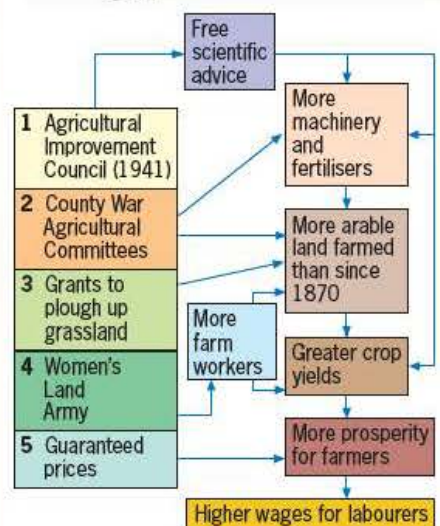 Free
scientific
advice
1 Agricultural
Improvement
Council (1941)
2 County War
Agricultural
Committees
3 Grants to
plough up
grassland
4 Women's
Land
Army
5 Guaranteed
prices
More
machinery
and
fertilisers
More arable
land farmed
than since
1870
More
farm
workers
Greater crop
yields
More prosperity
for farmers
Higher wages for labourers